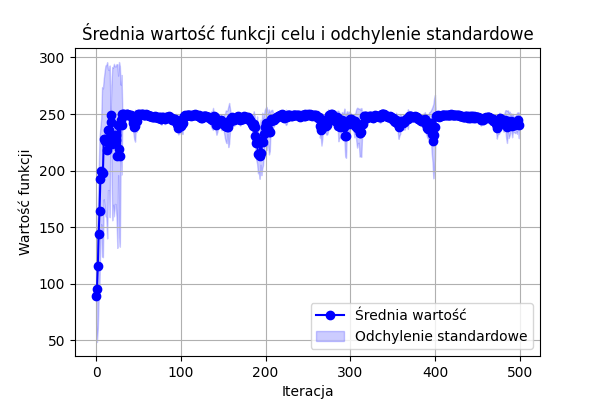 Średnia wartość funkcji celu i odchylenie standardowe
300
250
200
150
100
50
Wartość funkcji
0
100
200
300
400
500
Iteracja
Średnia wartość
Odchylenie standardowe